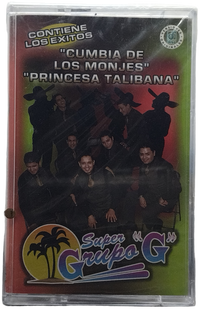 CONTIENE
LOS EXITOS
"CUMBIA DE
LOS MONJES"
"PRINCESA TALIBANA"
Super
Grupo "G"